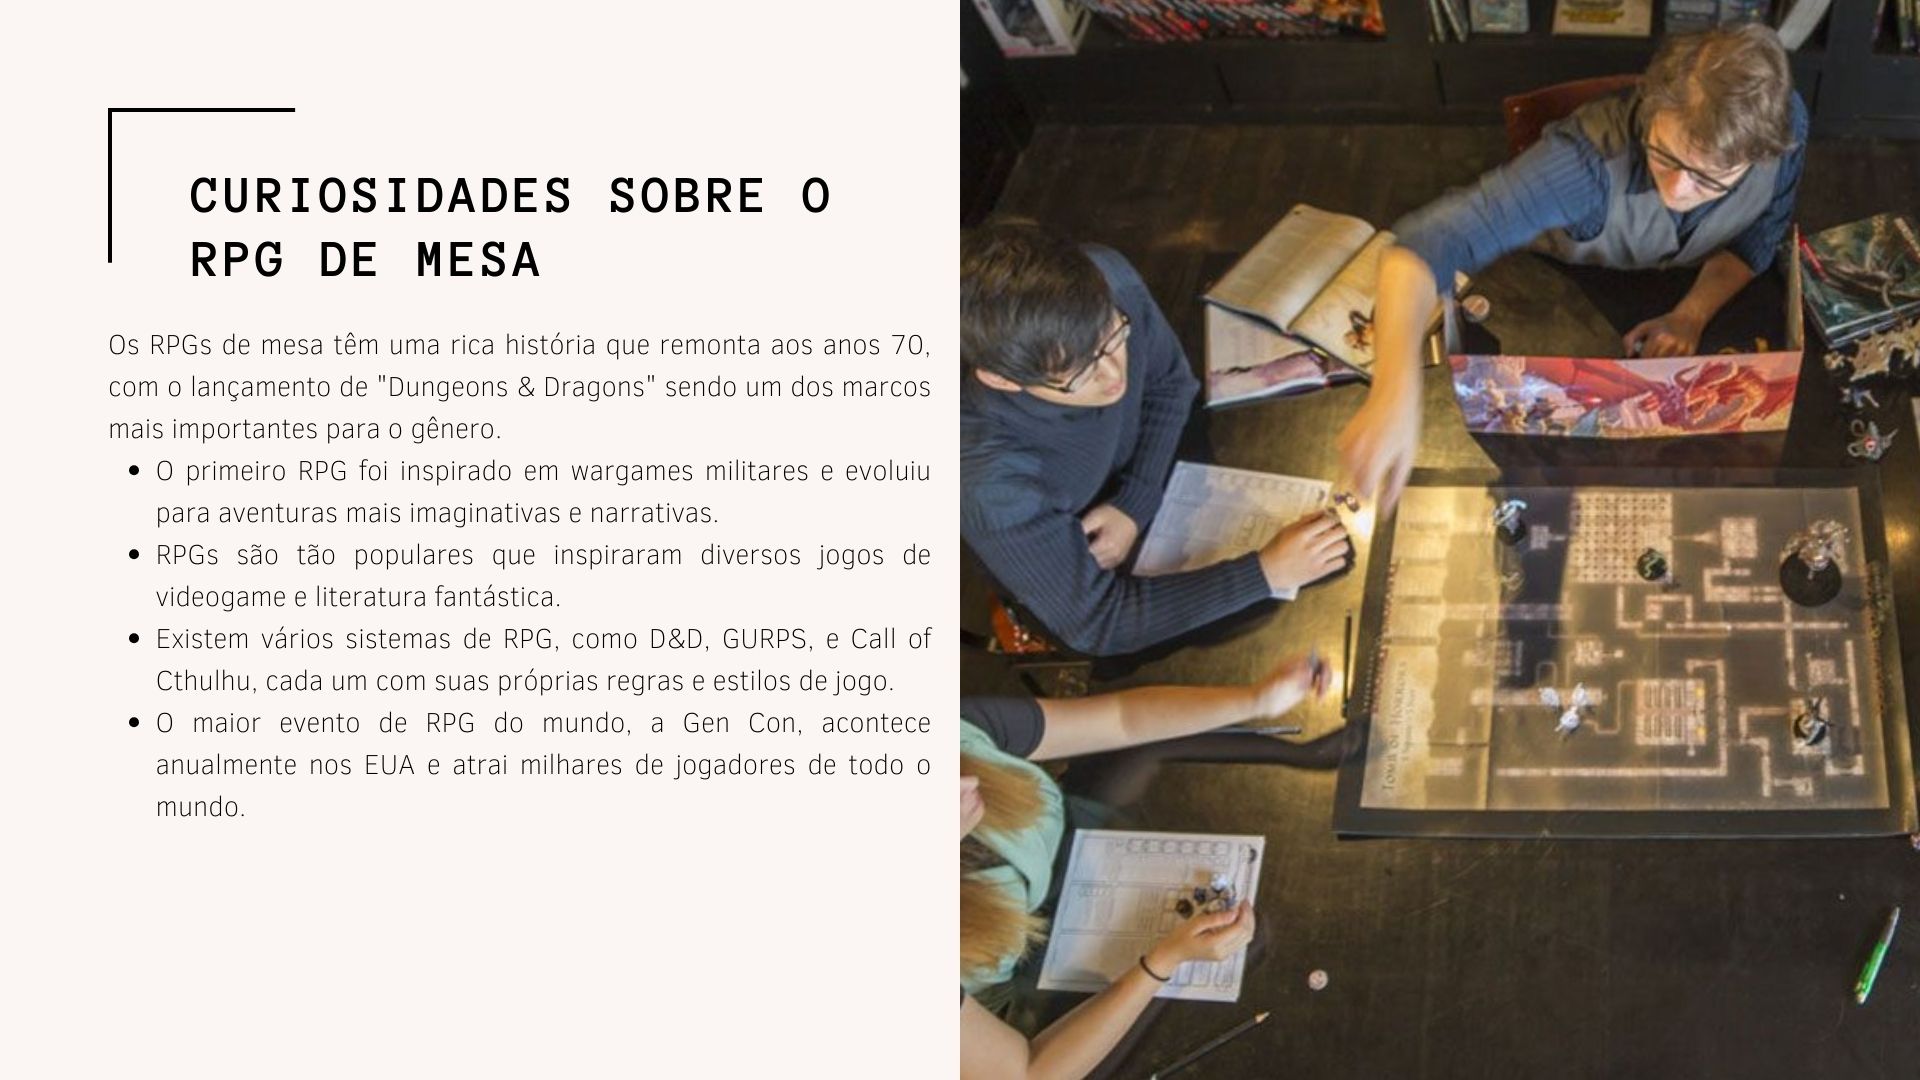 CURIOSIDADES SOBRE O
RPG DE MESA
Os RPGs de mesa têm uma rica história que remonta aos anos 70,
com o lançamento de "Dungeons & Dragons" sendo um dos marcos
mais importantes para o gênero.
• O primeiro RPG foi inspirado em wargames militares e evoluiu
para aventuras mais imaginativas e narrativas.
• RPGs são tão populares que inspiraram diversos jogos de
videogame e literatura fantástica.
• Existem vários sistemas de RPG, como D&D, GURPS, e Call of
Cthulhu, cada um com suas próprias regras e estilos de jogo.
• O maior evento de RPG do mundo, a Gen Con, acontece
anualmente nos EUA e atrai milhares de jogadores de todo o
mundo.
TOMB OF HORRORS